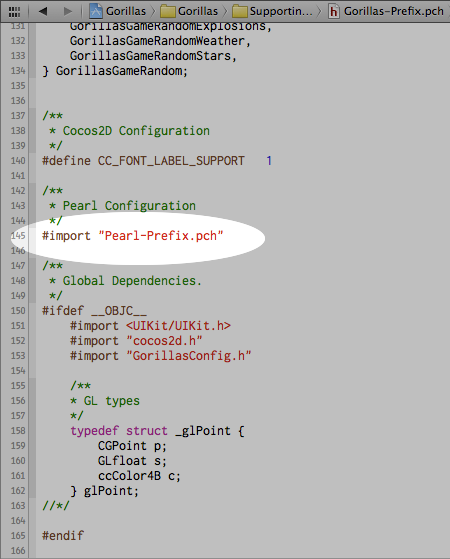 Gorillas Gorillas Supportin... Gorillas-Prefix.pch
131 GorillasGameRandomExplosions,
132 GorillasGameRandomWeather,
133 GorillasGameRandomStars,
134 } GorillasGameRandom;
135
136
137 /**
138 * Cocos2D Configuration
139 */
140 #define CC_FONT_LABEL_SUPPORT 1
141
142 /**
143 * Pearl Configuration
144 */
145 #import "Pearl-Prefix.pch"
146
147 /**
148 * Global Dependencies.
149 */
150 #ifdef __OBJC__
151 #import <UIKit/UIKit.h>
152 #import "cocos2d.h"
153 #import "GorillasConfig.h"
154
155 /**
156 * GL types
157 */
158 typedef struct _glPoint {
159 CGPoint p;
160 GLfloat s;
161 ccColor4B c;
162 } glPoint;
163 //*/
164
165 #endif
166